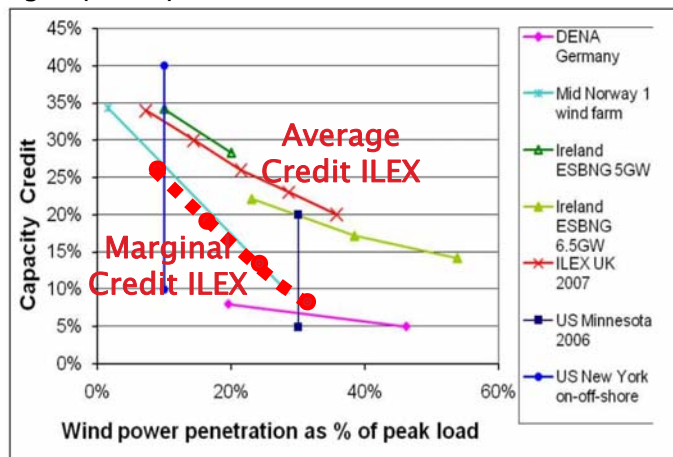 45%
40%
35%
30%
25%
20%
15%
10%
5%
0%
Capacity Credit
Average
Credit ILEX
Marginal
Credit ILEX
0%
20%
40%
60%
Wind power penetration as % of peak load
DENA
Germany
Mid Norway 1
wind farm
Ireland
ESBNG 5GW
Ireland
ESBNG
6.5GW
ILEX UK
2007
US Minnesota
2006
US New York
on-off-shore